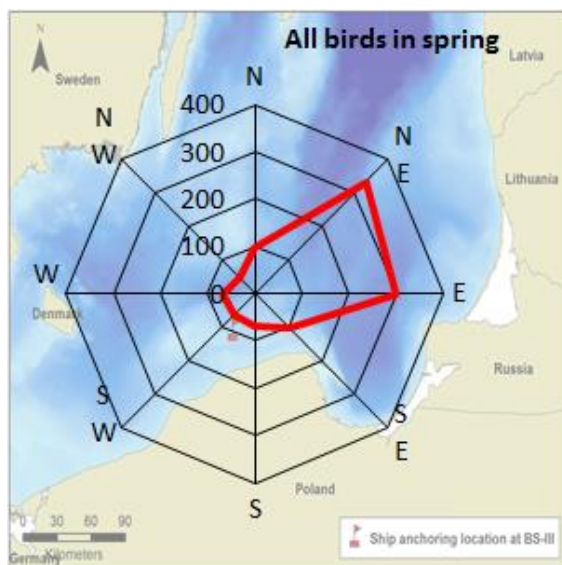 All birds in spring
N
Sweden
Latvia
N
400
N
W
300
N
E
Lithuania
200
100
W
0
E
Denmark
Russia
S
W
S
E
S
Poland
0 30 60 90
Kilometers
Germany
Ship anchoring location at BS-III